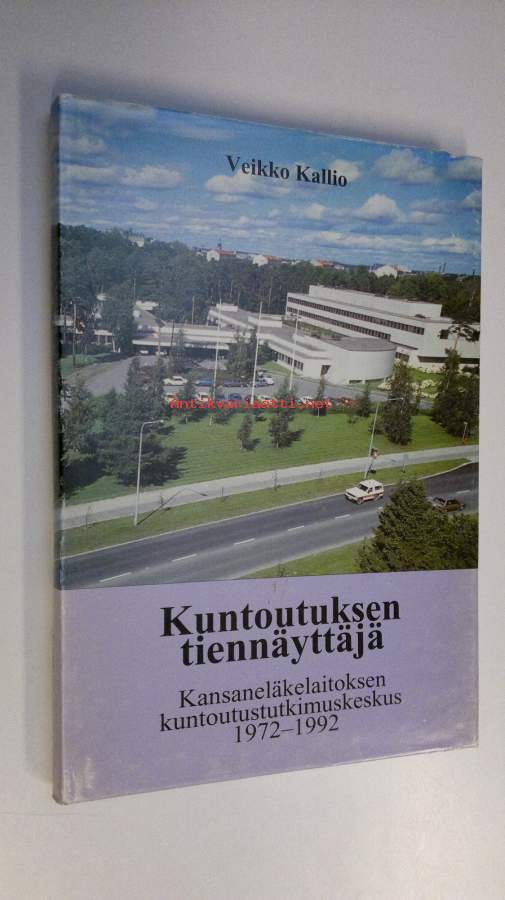 Veikko Kallio
Antikvariaatti.net
Kuntoutuksen
tiennäyttäjä
Kansaneläkelaitoksen
kuntoutustutkimuskeskus
1972–1992